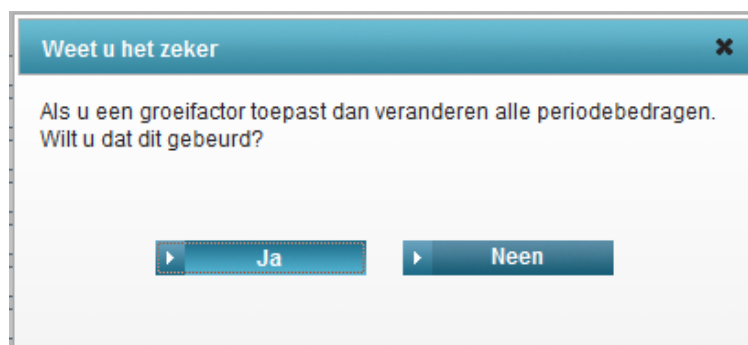 Weet u het zeker
Als u een groeifactor toepast dan veranderen alle periodebedragen.
Wilt u dat dit gebeurd?
Ja
Neen